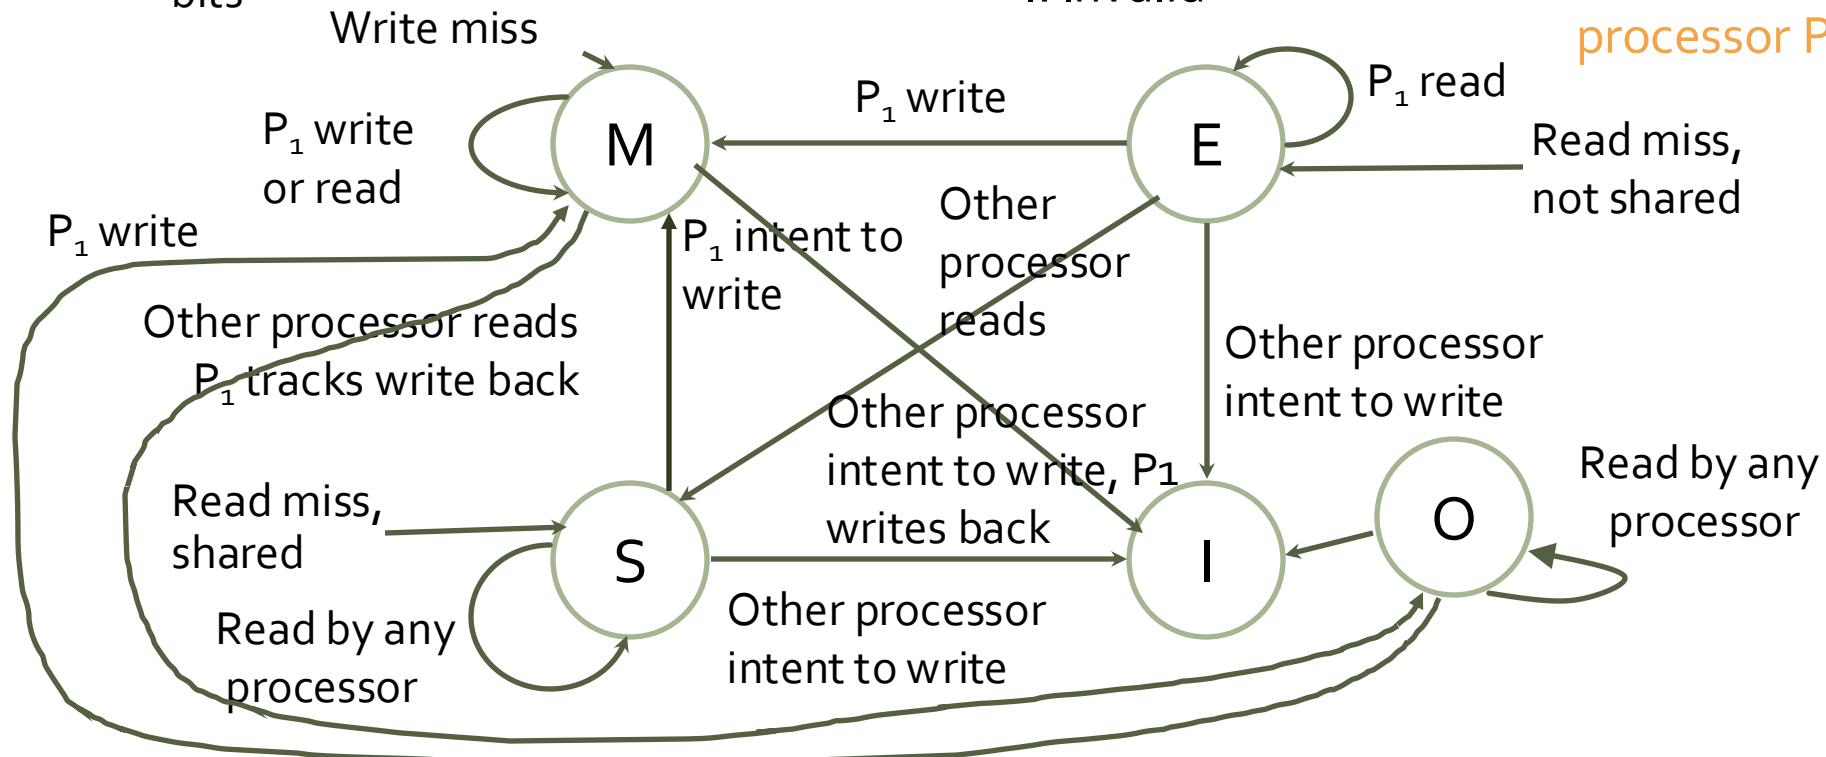 bits
Write miss
processor P
P₁ write
P₁ read
M
E
P₁ write
or read
Read miss,
not shared
Other
processor
reads
P₁ write
P₁ intent to
write
Other processor reads
P₁ tracks write back
Other processor
intent to write
Other processor
intent to write, P1
writes back
Read by any
processor
Read miss,
shared
S
I
O
Read by any
processor
Other processor
intent to write